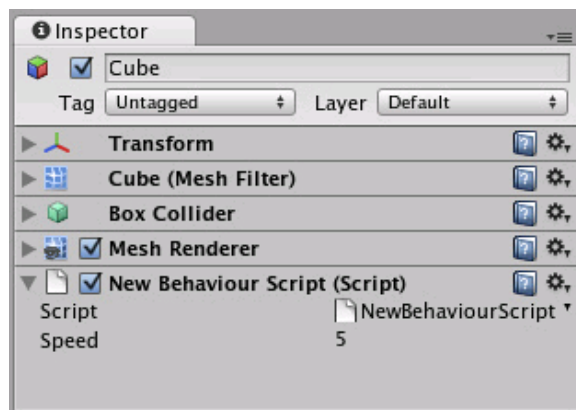 Inspector
Cube
Tag Untagged Layer Default
Transform
Cube (Mesh Filter)
Box Collider
Mesh Renderer
New Behaviour Script (Script)
Script NewBehaviourScript
Speed 5